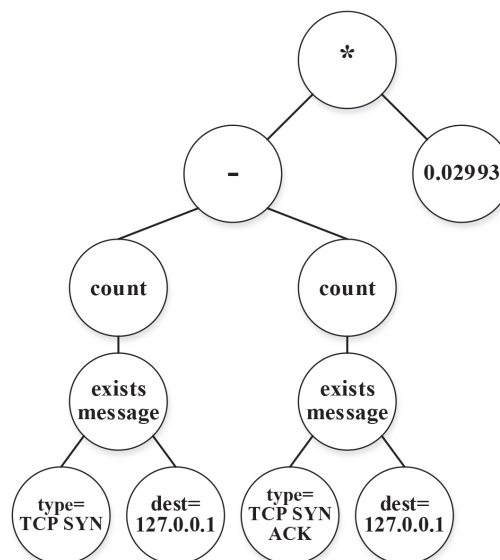 *
-
0.02993
count
count
exists
message
exists
message
type=
TCP SYN
dest=
127.0.0.1
type=
TCP SYN
ACK
dest=
127.0.0.1